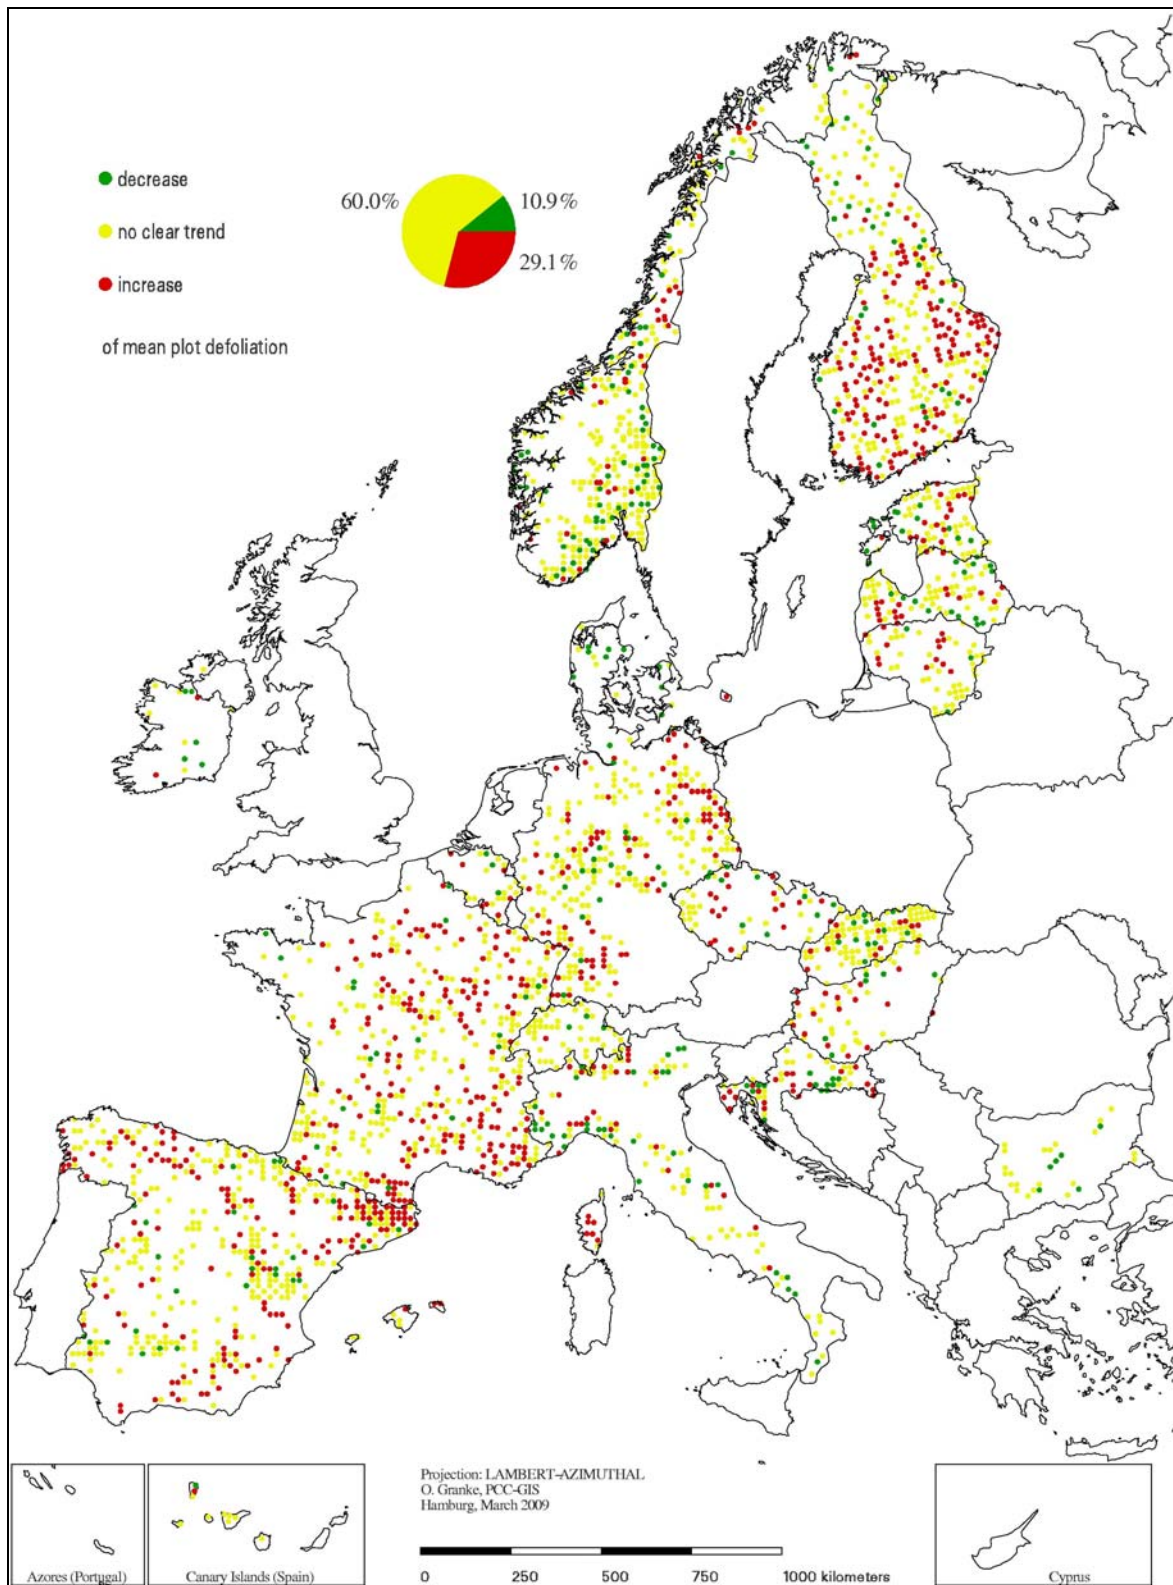 decrease
60.0%
10.9%
no clear trend
29.1%
increase
of mean plot defoliation
Projection: LAMBERT-AZIMUTHAL
O. Granke, PCC-GIS
Hamburg, March 2009
Azores (Portugal)
Canary Islands (Spain)
0 250 500 750 1000 kilometers
Cyprus